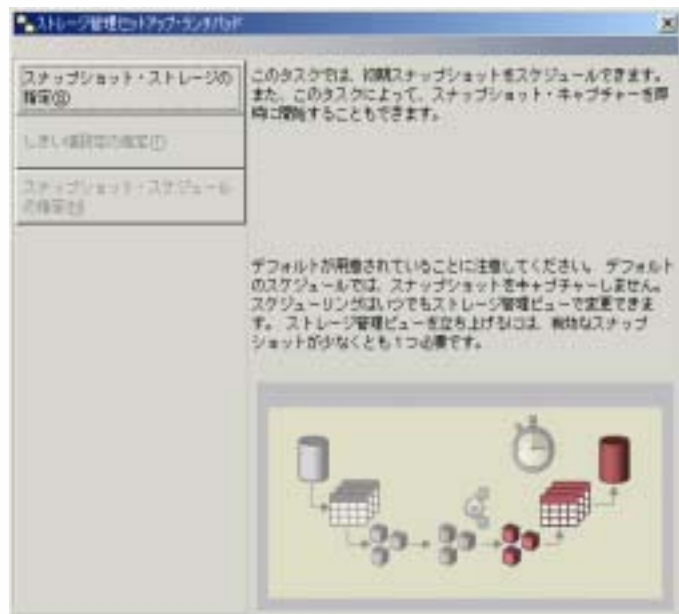 ストレージ管理セットアップ・ランチパッド
スナップショット・ストレージの
指定(S)
しきい値設定の指定(T)
スナップショット・スケジュール
の指定(H)
このタスクでは、初期スナップショットをスケジュールできます。
また、このタスクによって、スナップショット・キャプチャーを即
時に開始することもできます。
デフォルトが用意されていることに注意してください。 デフォルト
のスケジュールでは、スナップショットをキャプチャーしません。
スケジューリングはいつでもストレージ管理ビューで変更できま
す。 ストレージ管理ビューを立ち上げるには、有効なスナップ
ショットが少なくとも1つ必要です。